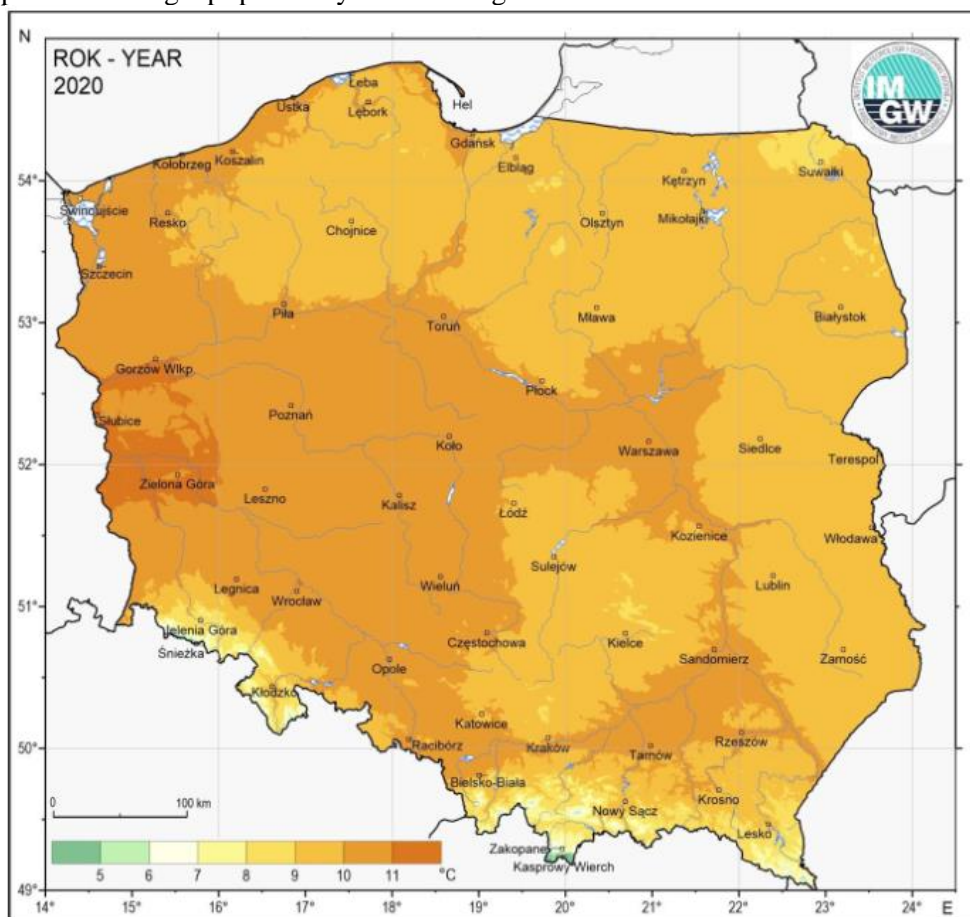 N
ROK - YEAR
2020
IM
GW
Łeba
Ustka
Lębork
Hel
Gdańsk
Kołobrzeg
Koszalin
Elbląg
Suwałki
54°
Kętrzyn
Świnoujście
Resko
Chojnice
Olsztyn
Mikołajki
Szczecin
53°
Piła
Toruń
Mława
Białystok
Gorzów Wlkp.
Płock
Słubice
Poznań
Koło
Warszawa
Siedlce
Terespol
52°
Zielona Góra
Leszno
Kalisz
Łódź
Kozienice
Włodawa
Sulejów
Legnica
Wrocław
Wieluń
Lublin
51°
Jelenia Góra
Częstochowa
Kielce
Śnieżka
Opole
Sandomierz
Zamość
Kłodzko
Katowice
50°
Racibórz
Kraków
Tarnów
Rzeszów
Bielsko-Biała
0 100 km
Nowy Sącz
Krosno
Lesko
Zakopane
Kasprowy Wierch
5 6 7 8 9 10 11 °C
49°
14° 15° 16° 17° 18° 19° 20° 21° 22° 23° 24° E